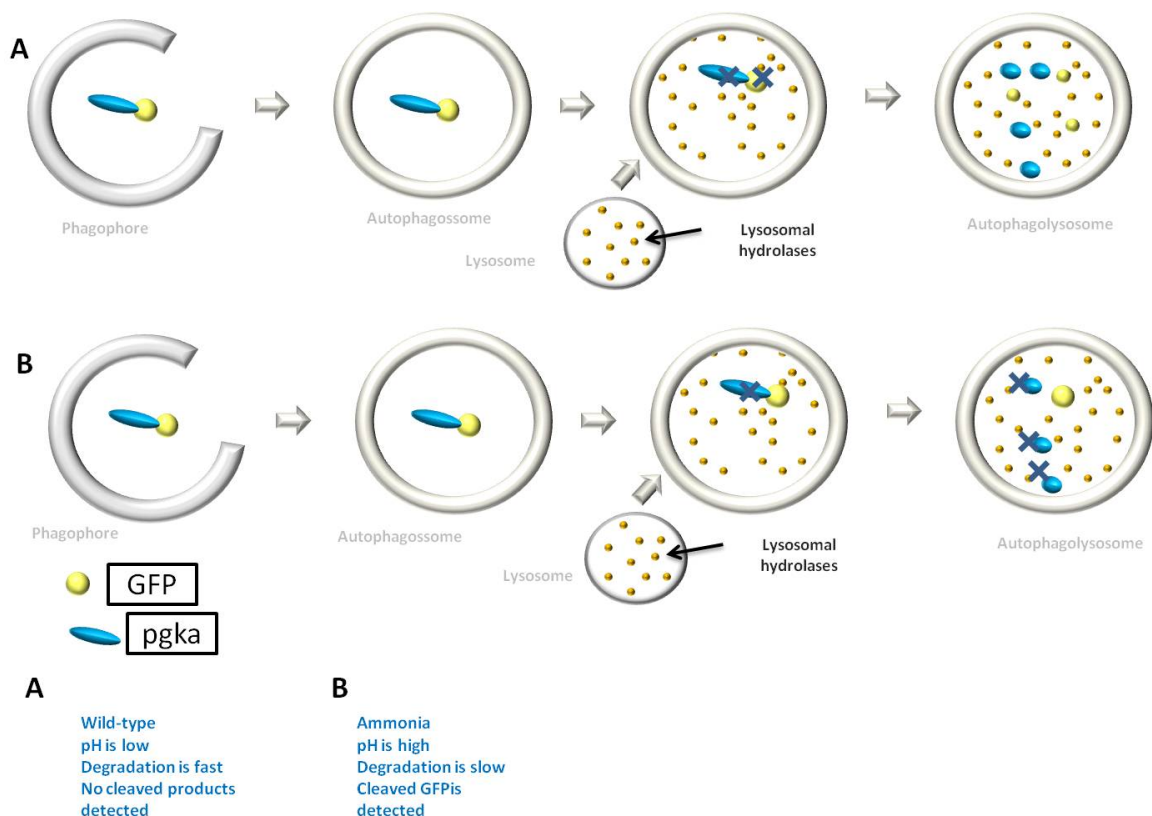 A
Phagophore
Autophagossome
Lysosome
Lysosomal
hydrolases
Autophagolysosome
B
Phagophore
Autophagossome
Lysosome
Lysosomal
hydrolases
Autophagolysosome
GFP
pgka
A
Wild-type
pH is low
Degradation is fast
No cleaved products
detected
B
Ammonia
pH is high
Degradation is slow
Cleaved GFPis
detected